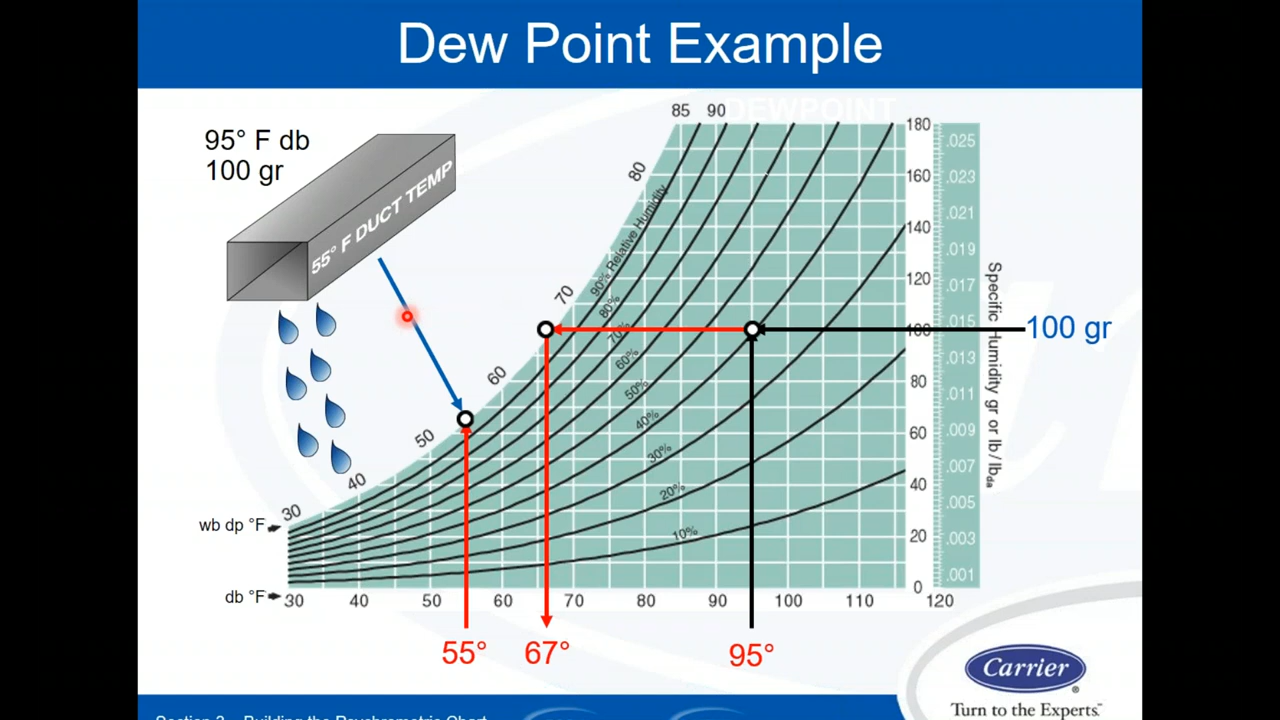 Dew Point Example
DEWPOINT
95° F db
100 gr
55° F DUCT TEMP
85 90
80
70
60
50
40
30
90% Relative Humidity
80%
70%
60%
50%
40%
30%
20%
10%
180
160
140
120
100
80
60
40
20
0
.025
.023
.021
.019
.017
.015
.013
.011
.009
.007
.005
.003
.001
Specific Humidity gr or lb/lbda
100 gr
wb dp °F
db °F
30 40 50 60 70 80 90 100 110 120
55° 67° 95°
Carrier
®
Turn to the Experts.™